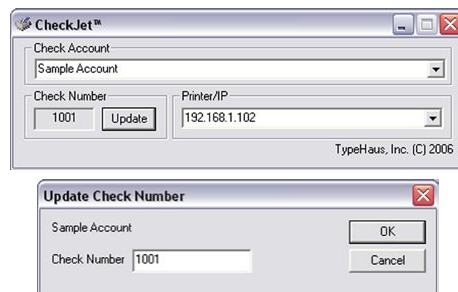 CheckJet™
Check Account
Sample Account
Check Number
Printer/IP
1001
Update
192.168.1.102
TypeHaus, Inc. (C) 2006
Update Check Number
Sample Account
OK
Check Number 1001
Cancel